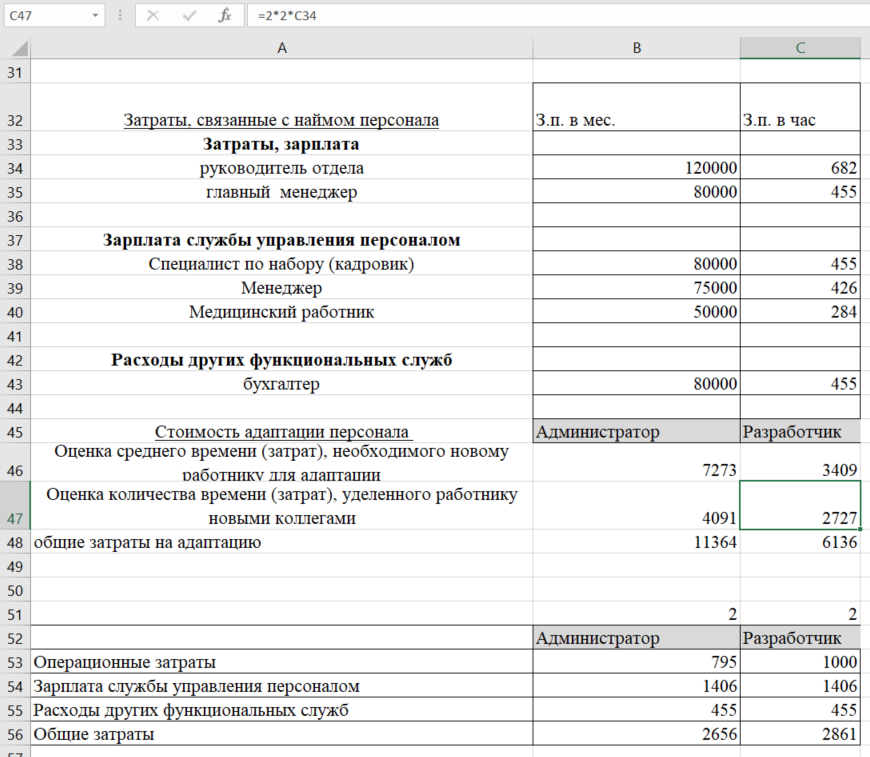 C47 fx =2*2*C34
A B C
31
32 Затраты, связанные с наймом персонала З.п. в мес. З.п. в час
33 Затраты, зарплата
34 руководитель отдела 120000 682
35 главный менеджер 80000 455
36
37 Зарплата службы управления персоналом
38 Специалист по набору (кадровик) 80000 455
39 Менеджер 75000 426
40 Медицинский работник 50000 284
41
42 Расходы других функциональных служб
43 бухгалтер 80000 455
44
45 Стоимость адаптации персонала Администратор Разработчик
Оценка среднего времени (затрат), необходимого новому
46 работнику для адаптации 7273 3409
Оценка количества времени (затрат), уделенного работнику
47 новыми коллегами 4091 2727
48 общие затраты на адаптацию 11364 6136
49
50
51 2 2
52 Администратор Разработчик
53 Операционные затраты 795 1000
54 Зарплата службы управления персоналом 1406 1406
55 Расходы других функциональных служб 455 455
56 Общие затраты 2656 2861
57